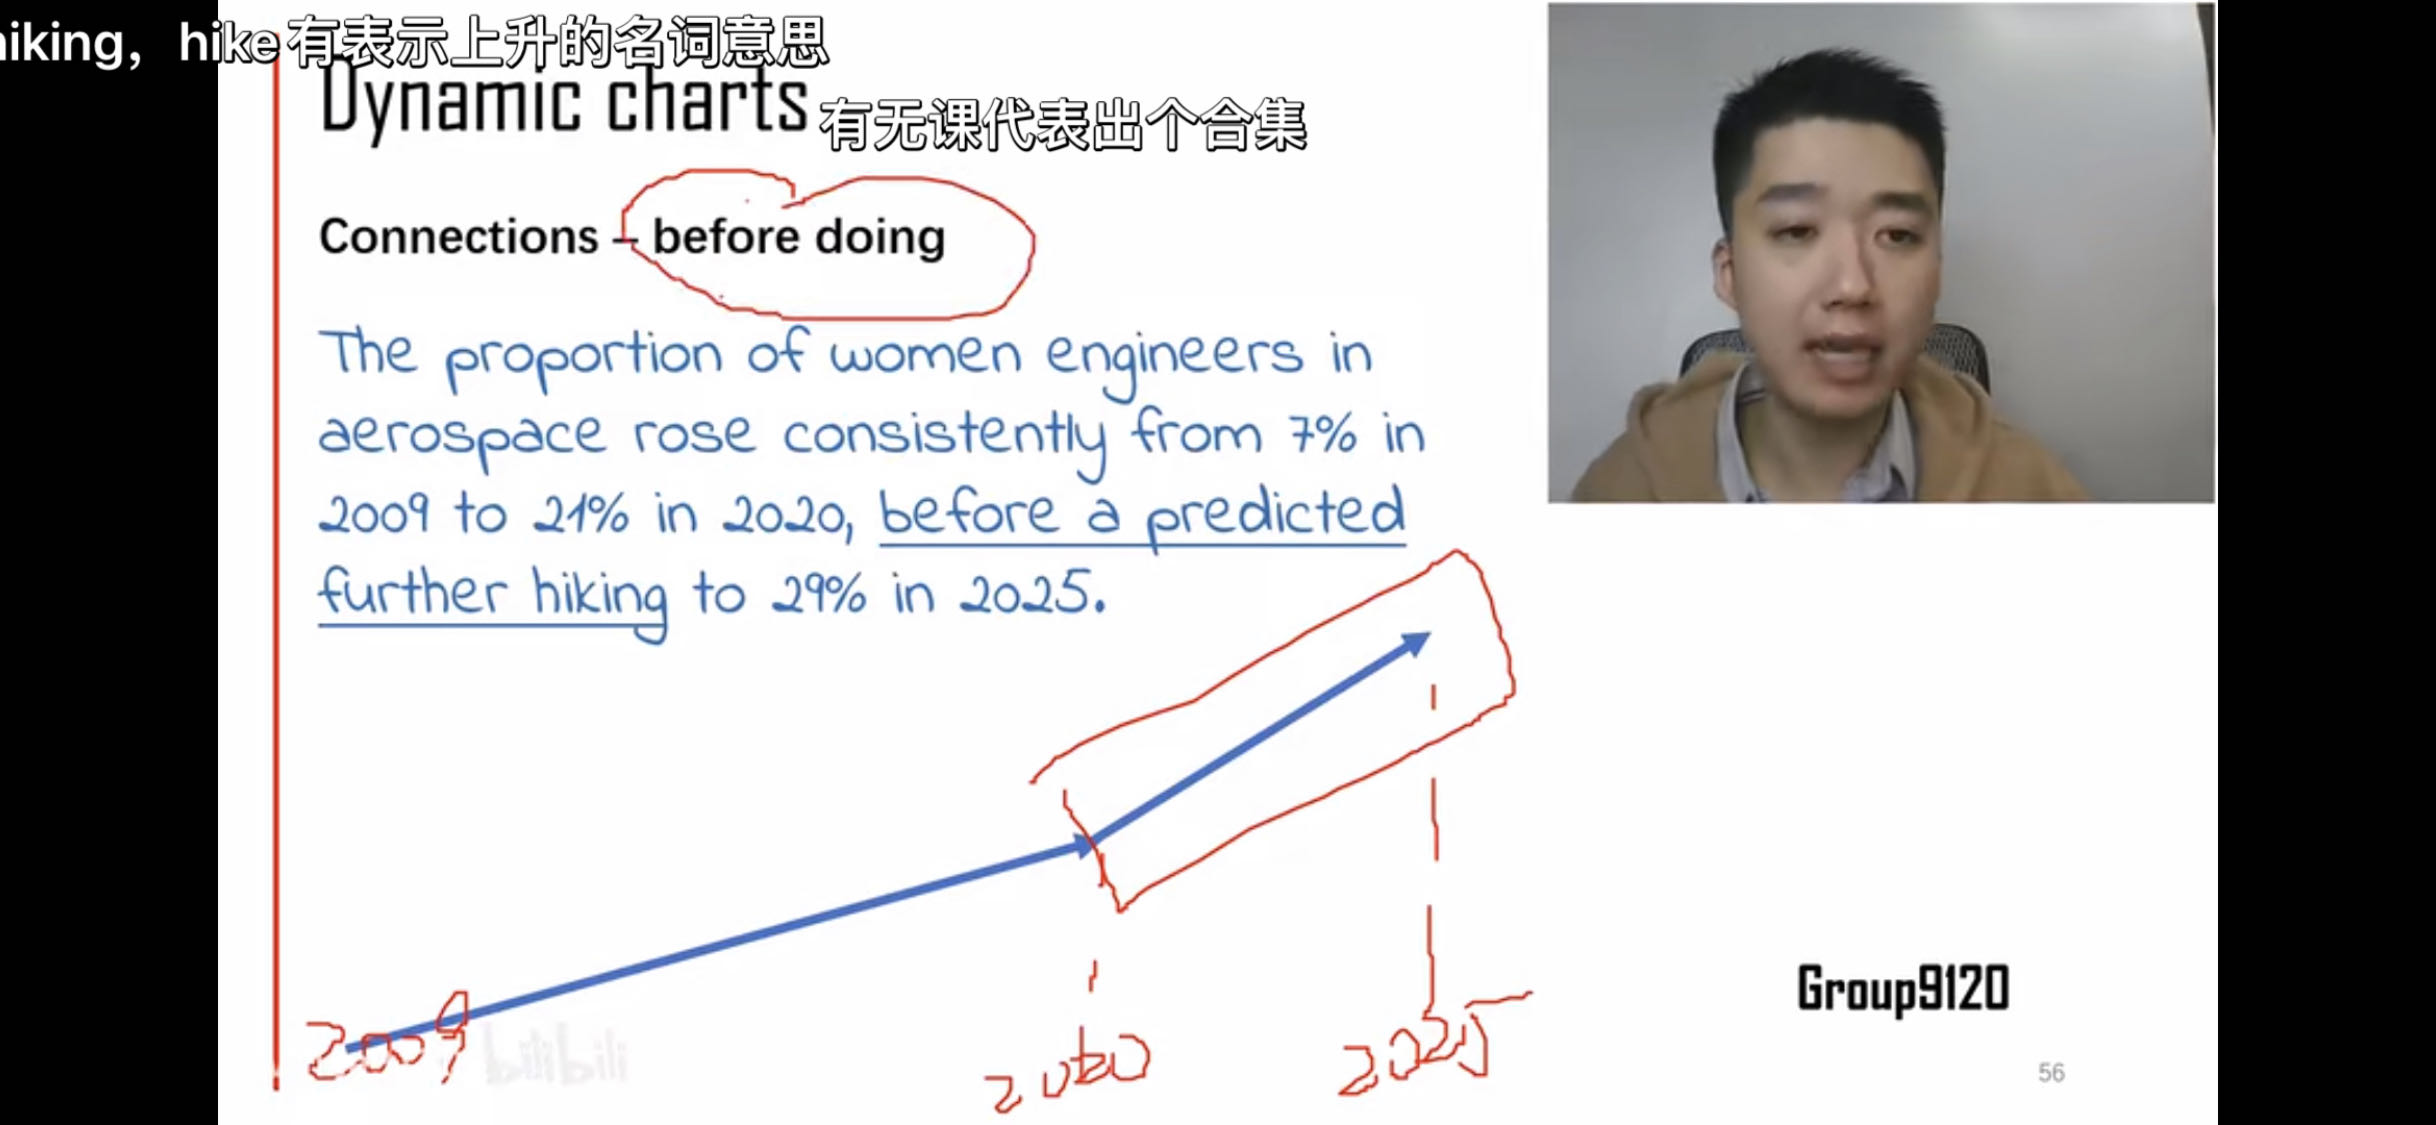 hiking，hike有表示上升的名词意思
Dynamic charts
有无课代表出个合集
Connections – before doing
The proportion of women engineers in
aerospace rose consistently from 7% in
2009 to 21% in 2020, before a predicted
further hiking to 29% in 2025.
2009
bilibili
2020
2025
Group9120
56